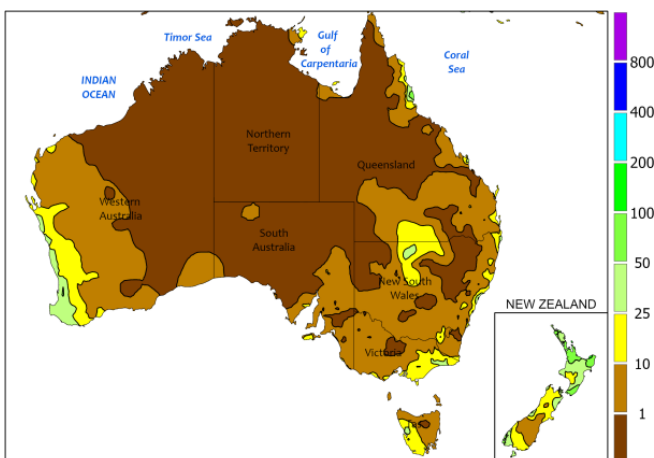 Timor Sea
Gulf
of
Carpentaria
Coral
Sea
INDIAN
OCEAN
Northern
Territory
Queensland
Western
Australia
South
Australia
New South
Wales
Victoria
NEW ZEALAND
800
400
200
100
50
25
10
1